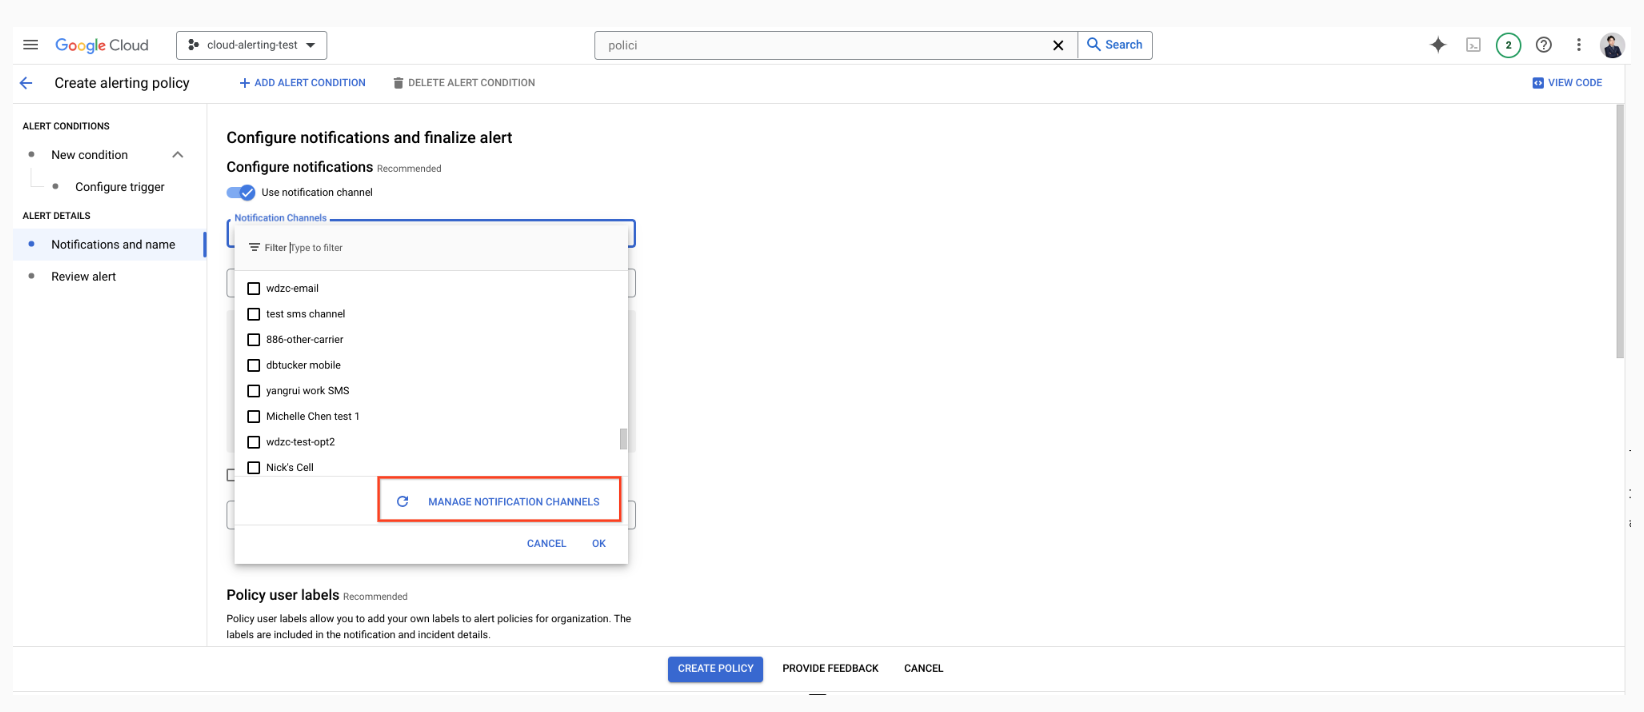 Google Cloud
cloud-alerting-test
polici
Search
2
Create alerting policy
ADD ALERT CONDITION
DELETE ALERT CONDITION
VIEW CODE
ALERT CONDITIONS
New condition
Configure trigger
ALERT DETAILS
Notifications and name
Review alert
Configure notifications and finalize alert
Configure notifications Recommended
Use notification channel
Notification Channels
Filter Type to filter
wdzc-email
test sms channel
886-other-carrier
dbtucker mobile
yangrui work SMS
Michelle Chen test 1
wdzc-test-opt2
Nick's Cell
MANAGE NOTIFICATION CHANNELS
CANCEL OK
Policy user labels Recommended
Policy user labels allow you to add your own labels to alert policies for organization. The
labels are included in the notification and incident details.
CREATE POLICY PROVIDE FEEDBACK CANCEL